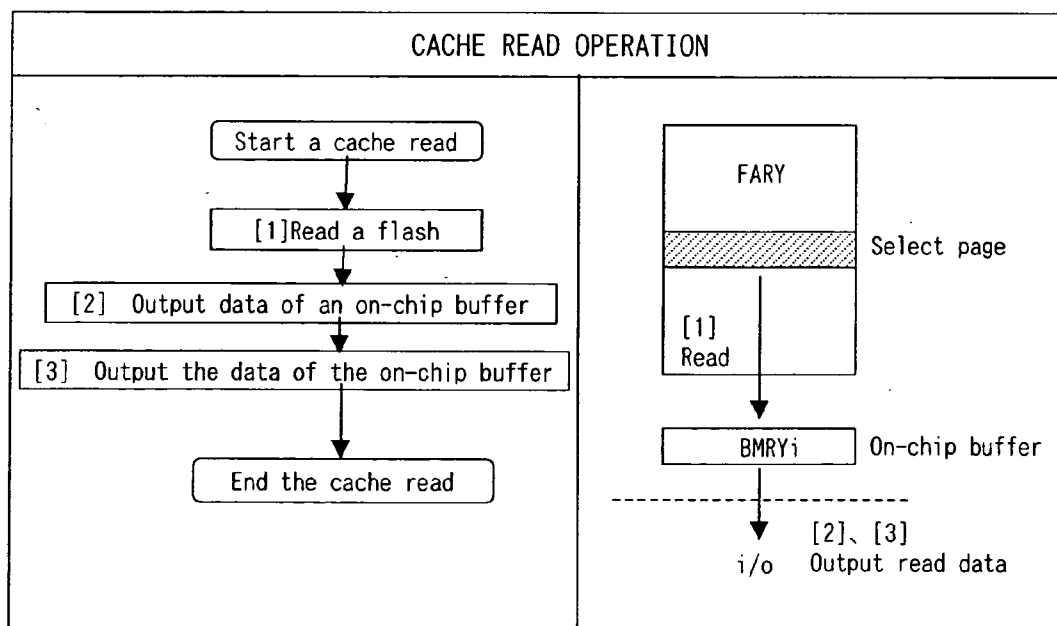 CACHE READ OPERATION
Start a cache read
[1]Read a flash
[2] Output data of an on-chip buffer
[3] Output the data of the on-chip buffer
End the cache read
FARY
Select page
[1]
Read
BMRYi
On-chip buffer
[2]、[3]
i/o Output read data